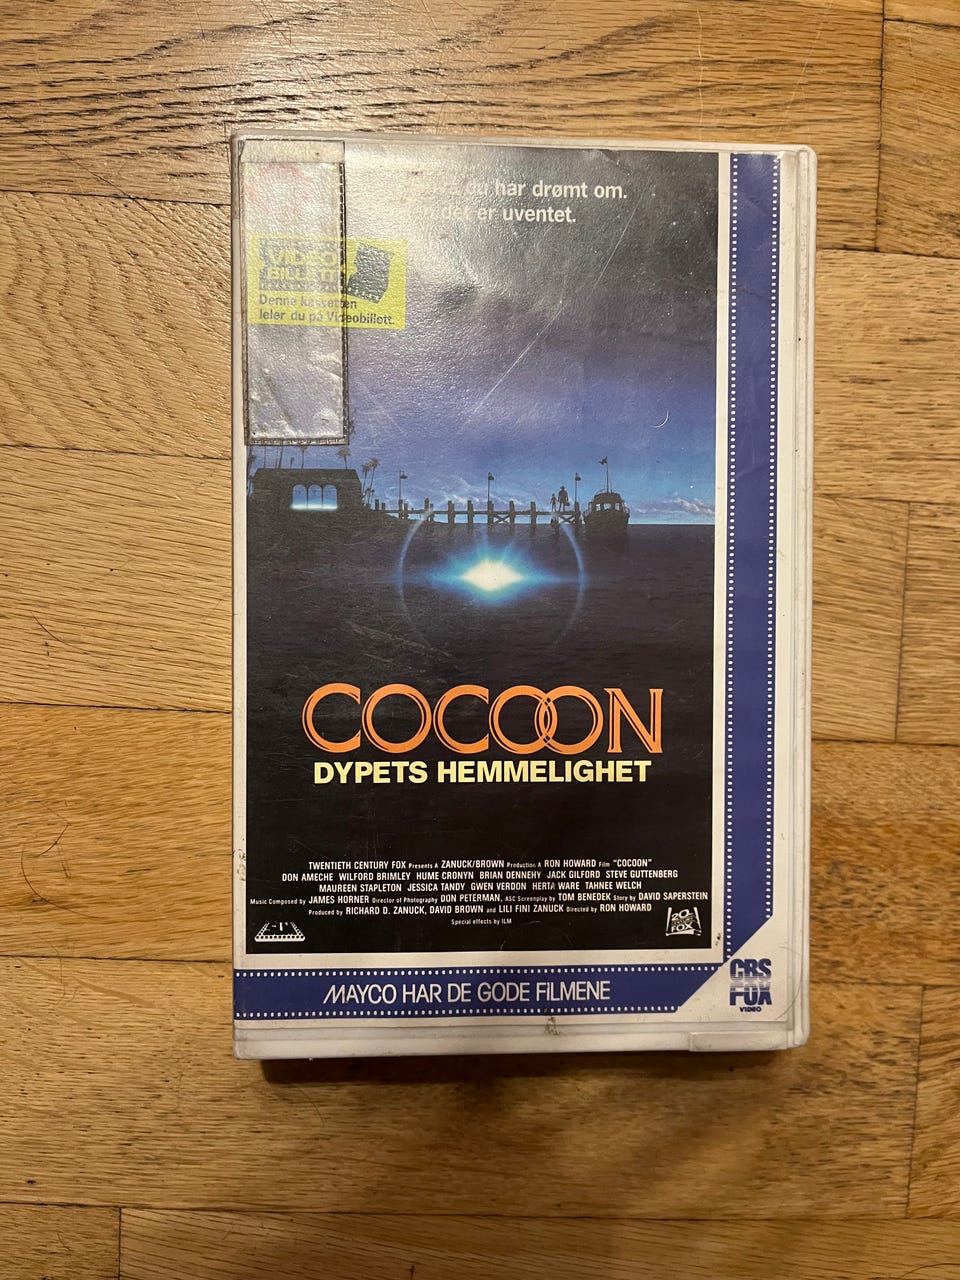 du har drømt om.
det er uventet.
VIDEO
BILLETT
Denne kassetten
leier du på Videobillett.
COCOON
DYPETS HEMMELIGHET
TWENTIETH CENTURY FOX Presents A ZANUCK/BROWN Production A RON HOWARD Film "COCOON"
DON AMECHE WILFORD BRIMLEY HUME CRONYN BRIAN DENNEHY JACK GILFORD STEVE GUTTENBERG
MAUREEN STAPLETON JESSICA TANDY GWEN VERDON HERTA WARE TAHNEE WELCH
Music Composed by JAMES HORNER Director of Photography DON PETERMAN, ASC Screenplay by TOM BENEDEK Story by DAVID SAPERSTEIN
Produced by RICHARD D. ZANUCK, DAVID BROWN and LILI FINI ZANUCK Directed by RON HOWARD
Special effects by ILM
20th CENTURY FOX
MAYCO HAR DE GODE FILMENE
CBS
FOX
VIDEO